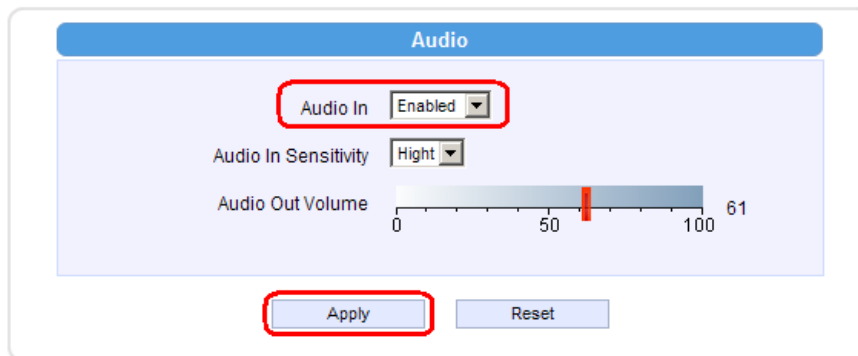 Audio
Audio In Enabled
Audio In Sensitivity Hight
Audio Out Volume 61
0 50 100
Apply Reset